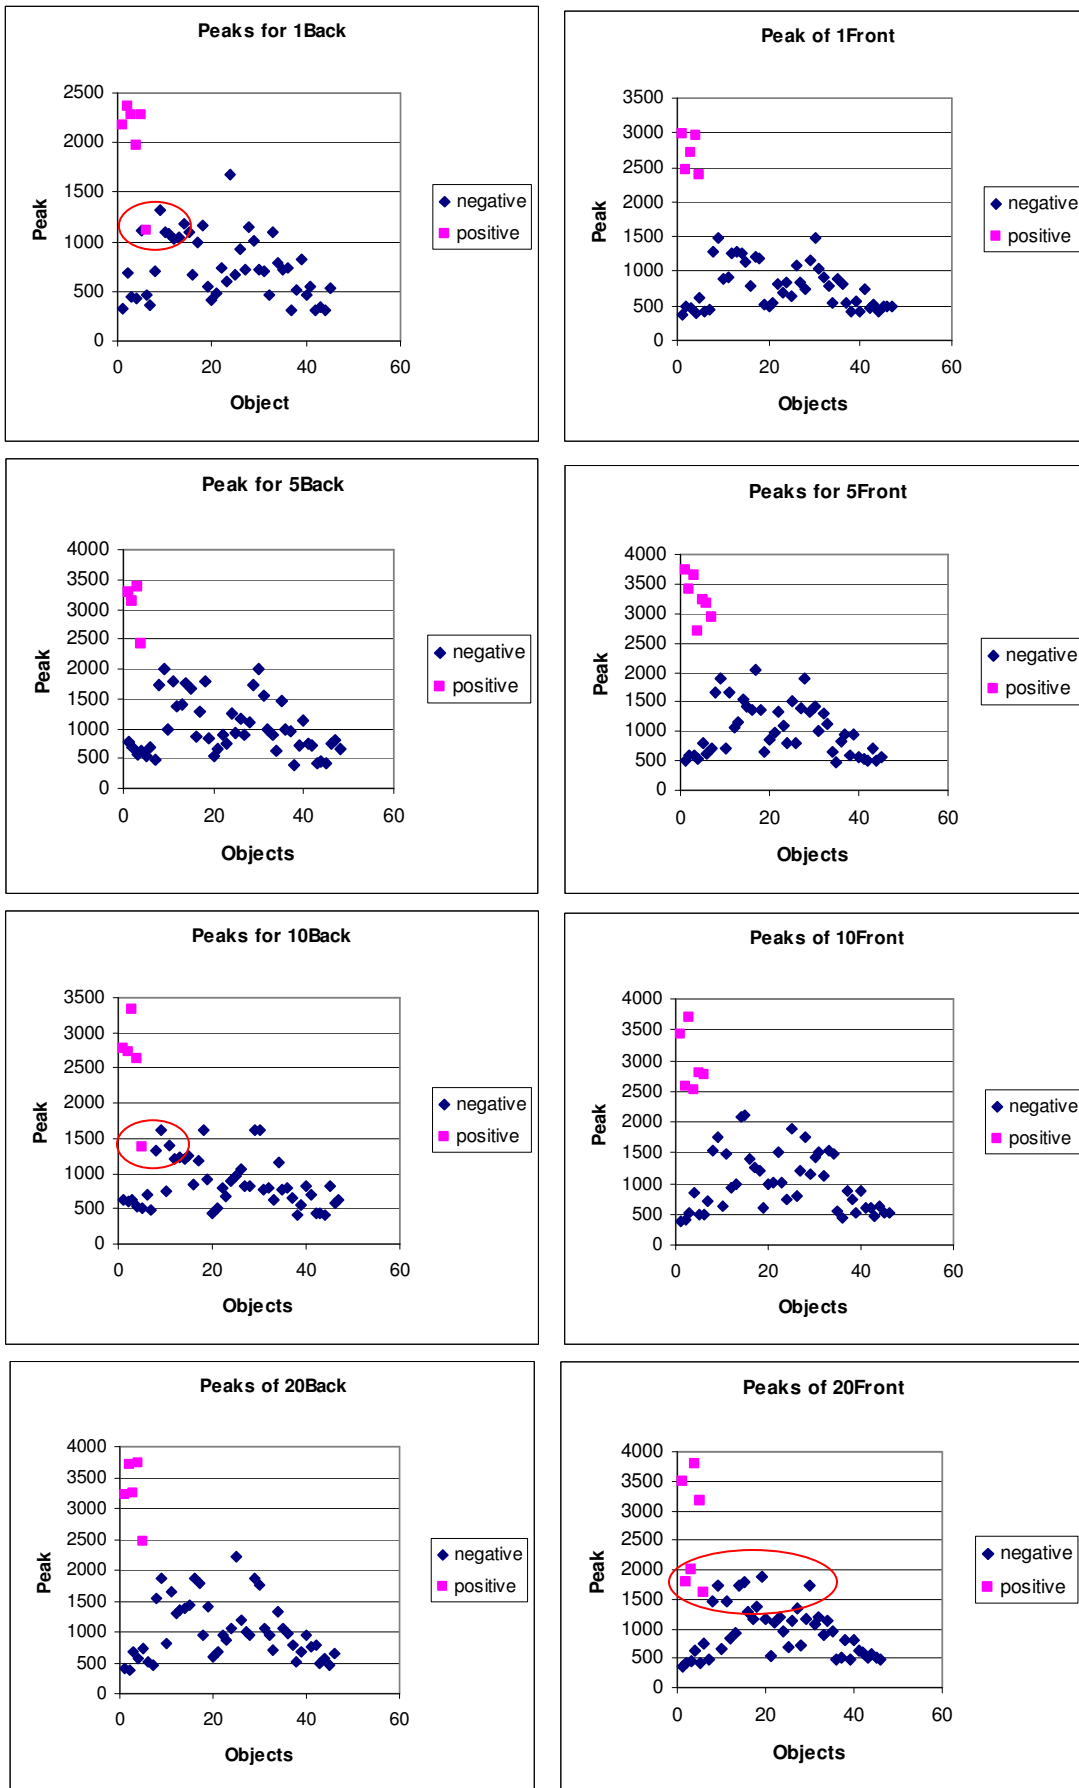 Peaks for 1Back
2500
2000
1500
1000
500
0
0 20 40 60
Peak
Object
negative
positive
Peak of 1Front
3500
3000
2500
2000
1500
1000
500
0
0 20 40 60
Peak
Objects
negative
positive
Peak for 5Back
4000
3500
3000
2500
2000
1500
1000
500
0
0 20 40 60
Peak
Objects
negative
positive
Peaks for 5Front
4000
3500
3000
2500
2000
1500
1000
500
0
0 20 40 60
Peak
Objects
negative
positive
Peaks for 10Back
3500
3000
2500
2000
1500
1000
500
0
0 20 40 60
Peak
Objects
negative
positive
Peaks of 10Front
4000
3500
3000
2500
2000
1500
1000
500
0
0 20 40 60
Peak
Objects
negative
positive
Peaks of 20Back
4000
3500
3000
2500
2000
1500
1000
500
0
0 20 40 60
Peak
Objects
negative
positive
Peaks of 20Front
4000
3500
3000
2500
2000
1500
1000
500
0
0 20 40 60
Peak
Objects
negative
positive